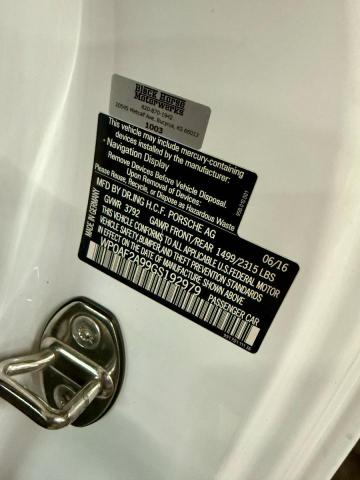 Black Horse
Motorworks
1003
This vehicle may include mercury-containing
devices installed by the manufacturer:
- Navigation Display
Remove Devices Before Vehicle Disposal.
Upon Removal of Devices:
Please Reuse, Recycle, or Dispose as Hazardous Waste
MFD BY DR.ING H.C.F. PORSCHE AG 06/16
GVWR 3792 GAWR FRONT/REAR 1499/2315 LBS
THIS VEHICLE CONFORMS TO ALL APPLICABLE U.S.FEDERAL MOTOR
VEHICLE SAFETY,BUMPER,AND THEFT PREVENTION STANDARDS
IN EFFECT ON THE DATE OF MANUFACTURE SHOWN ABOVE
WP0AF2A99GS192979 PASSENGER CAR
MADE IN GERMANY